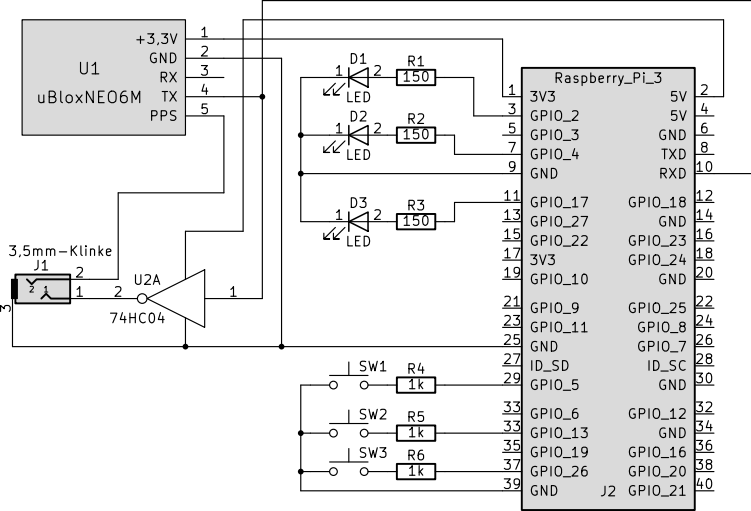 +3,3V 1
GND 2
RX 3
TX 4
PPS 5
U1
uBloxNEO6M
D1
1 2
LED
R1
150
D2
1 2
LED
R2
150
D3
1 2
LED
R3
150
Raspberry_Pi_3
1 3V3 5V 2
3 GPIO_2 5V 4
5 GPIO_3 GND 6
7 GPIO_4 TXD 8
9 GND RXD 10
11 GPIO_17 GPIO_18 12
13 GPIO_27 GND 14
15 GPIO_22 GPIO_23 16
17 3V3 GPIO_24 18
19 GPIO_10 GND 20
21 GPIO_9 GPIO_25 22
23 GPIO_11 GPIO_8 24
25 GND GPIO_7 26
27 ID_SD ID_SC 28
29 GPIO_5 GND 30
33 GPIO_6 GPIO_12 32
33 GPIO_13 GND 34
35 GPIO_19 GPIO_16 36
37 GPIO_26 GPIO_20 38
39 GND J2 GPIO_21 40
3,5mm-Klinke
J1
2
2 1 1
3
U2A
2 1
74HC04
SW1
R4
1k
SW2
R5
1k
SW3
R6
1k